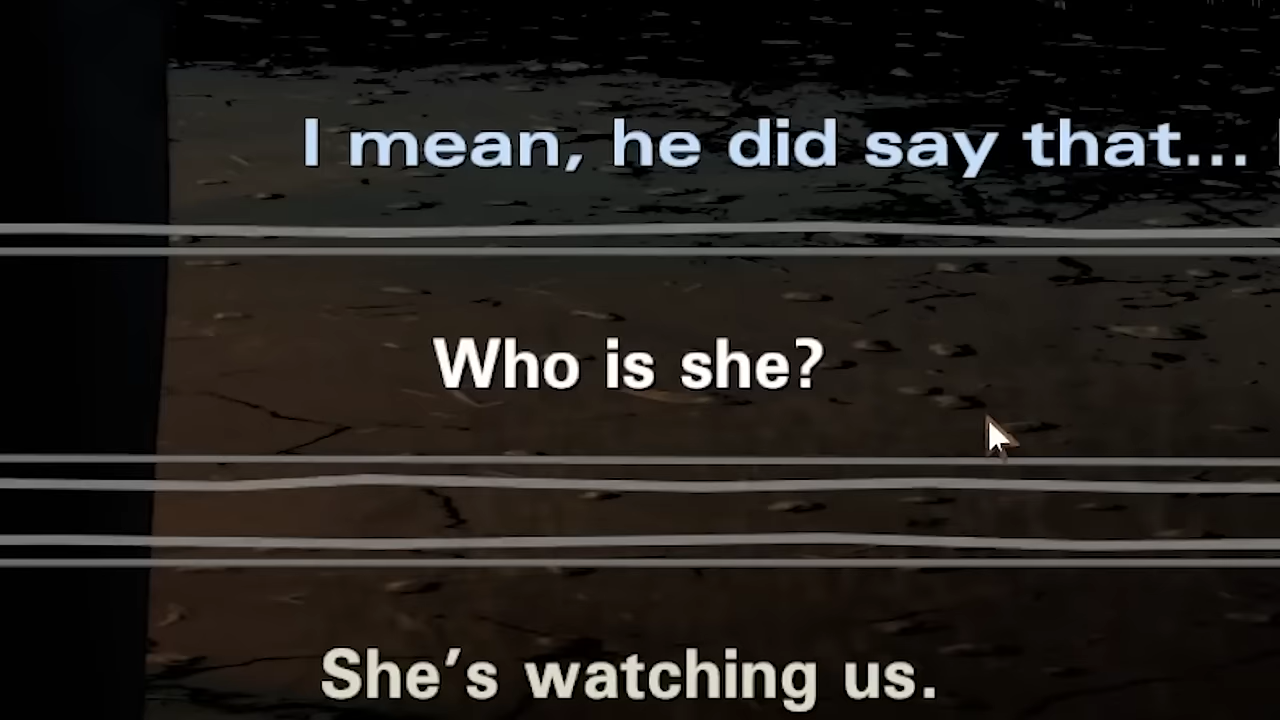 I mean, he did say that...
Who is she?
She's watching us.